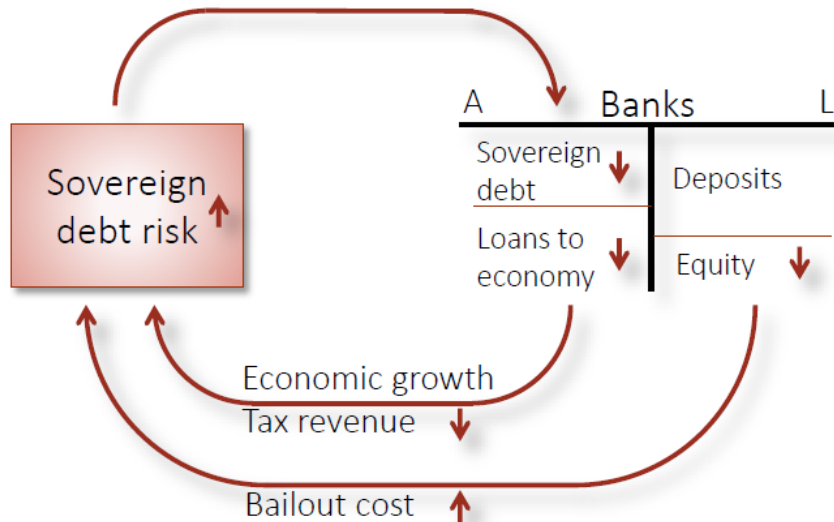 A Banks L
Sovereign
debt risk
Sovereign
debt
Loans to
economy
Deposits
Equity
Economic growth
Tax revenue
Bailout cost